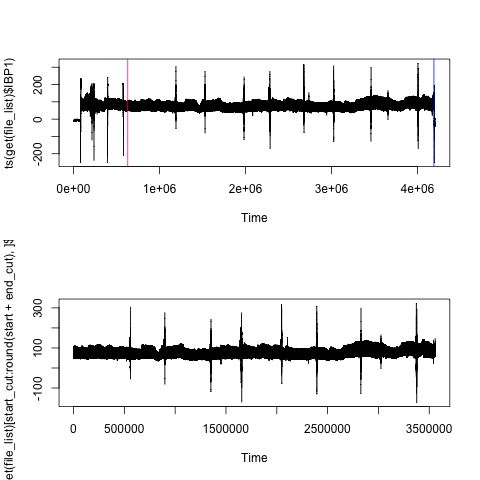 ts(get(file_list)$IBP1)
200
0
-200
0e+00 1e+06 2e+06 3e+06 4e+06
Time
et(file_list)[start_cut:round(start + end_cut), ]$
300
100
-100
0 500000 1500000 2500000 3500000
Time